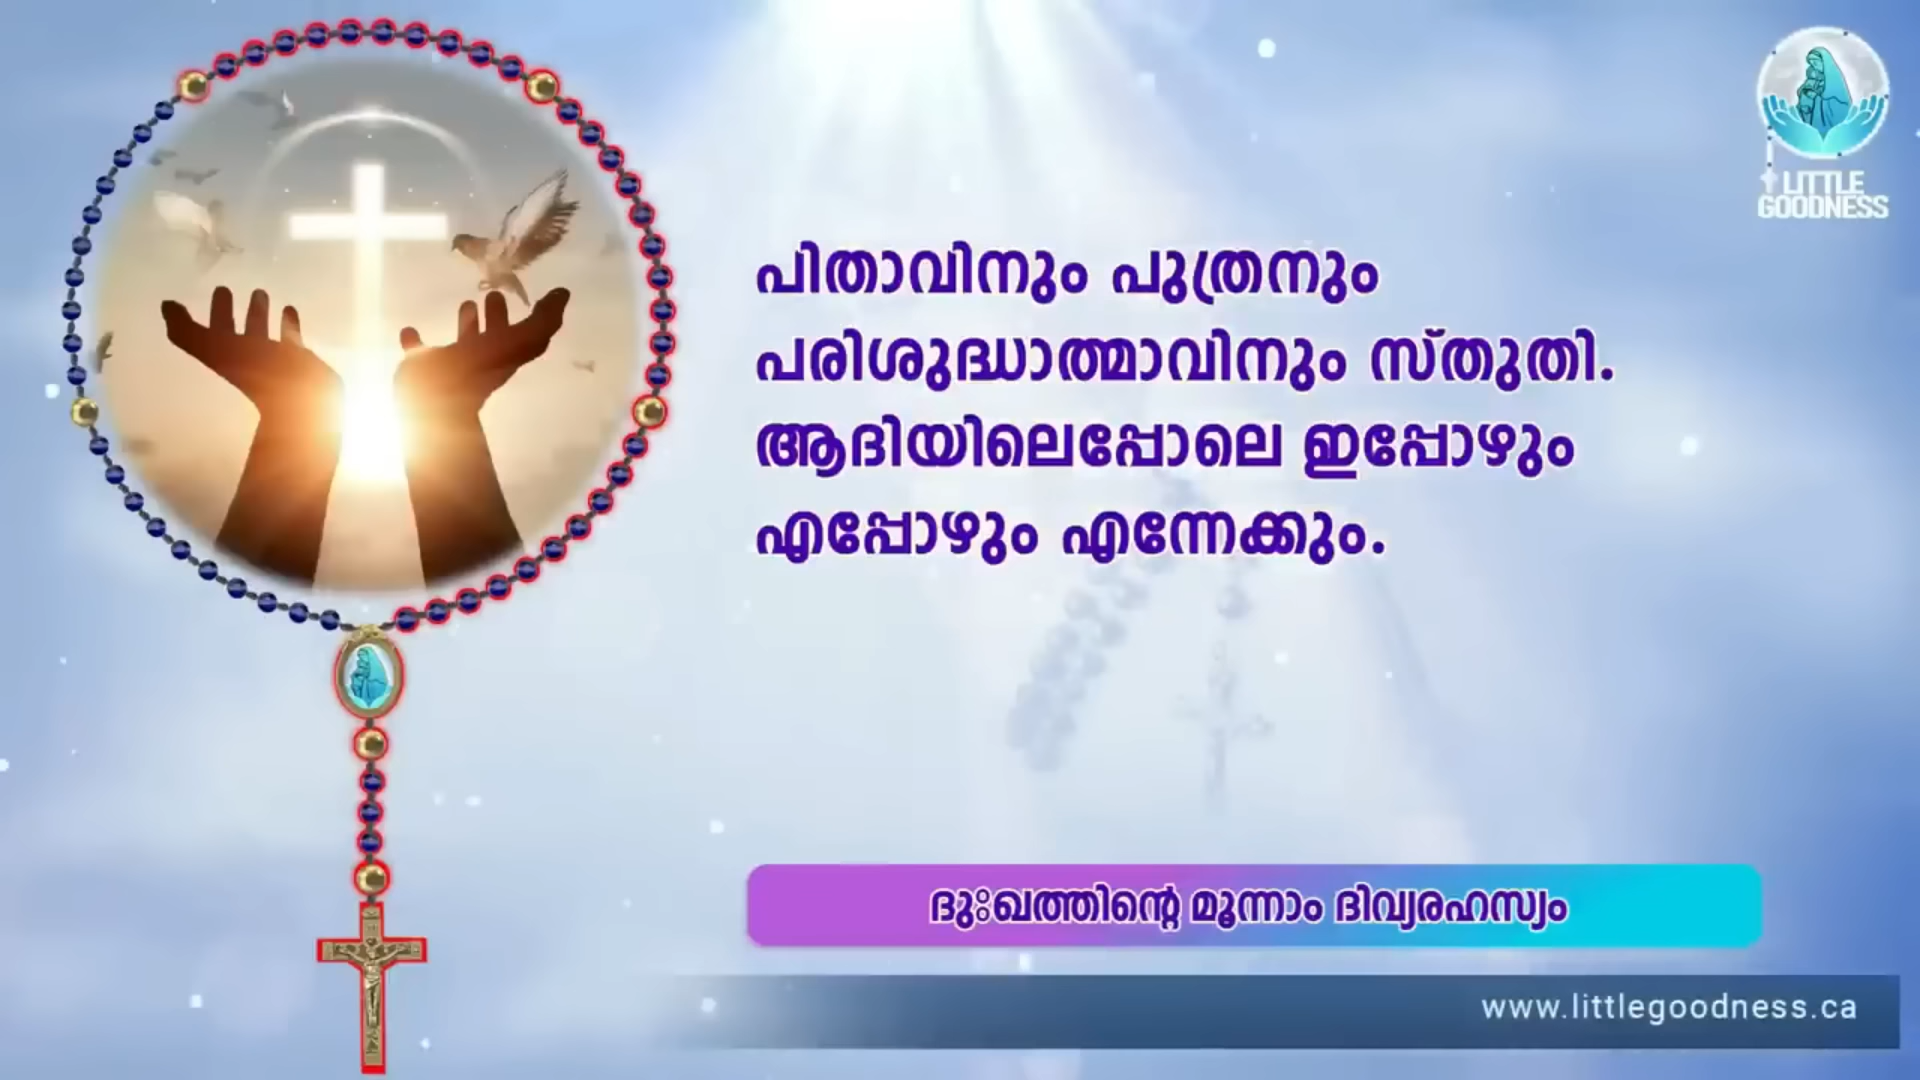 LITTLE
GOODNESS
പിതാവിനും പുത്രനും
പരിശുദ്ധാത്മാവിനും സ്തുതി.
ആദിയിലെപ്പോലെ ഇപ്പോഴും
എപ്പോഴും എന്നേക്കും.
ദുഃഖത്തിന്റെ മൂന്നാം ദിവ്യരഹസ്യം
www.littlegoodness.ca